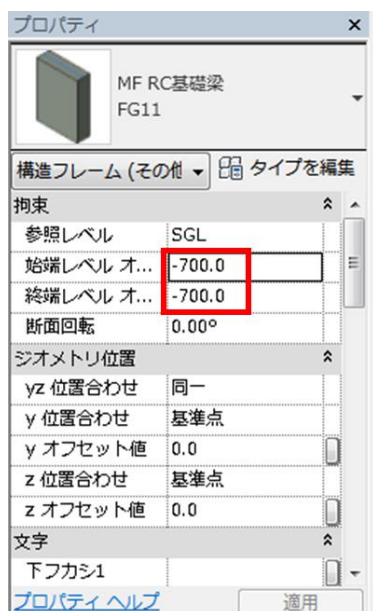 プロパティ ×
MF RC基礎梁
FG11
構造フレーム (その他 タイプを編集
拘束
参照レベル SGL
始端レベル オ... -700.0
終端レベル オ... -700.0
断面回転 0.00°
ジオメトリ位置
yz 位置合わせ 同一
y 位置合わせ 基準点
y オフセット値 0.0
z 位置合わせ 基準点
z オフセット値 0.0
文字
下フカシ1
プロパティ ヘルプ 適用